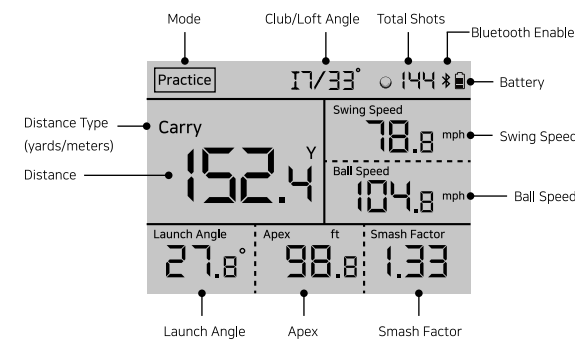 Mode
Club/Loft Angle
Total Shots
Bluetooth Enable
Practice
I7/33°
144
Battery
Distance Type
(yards/meters)
Carry
152.4 Y
Distance
Swing Speed
78.8 mph
Swing Speed
Ball Speed
104.8 mph
Ball Speed
Launch Angle
27.8°
Apex ft
98.8
Smash Factor
1.33
Launch Angle
Apex
Smash Factor